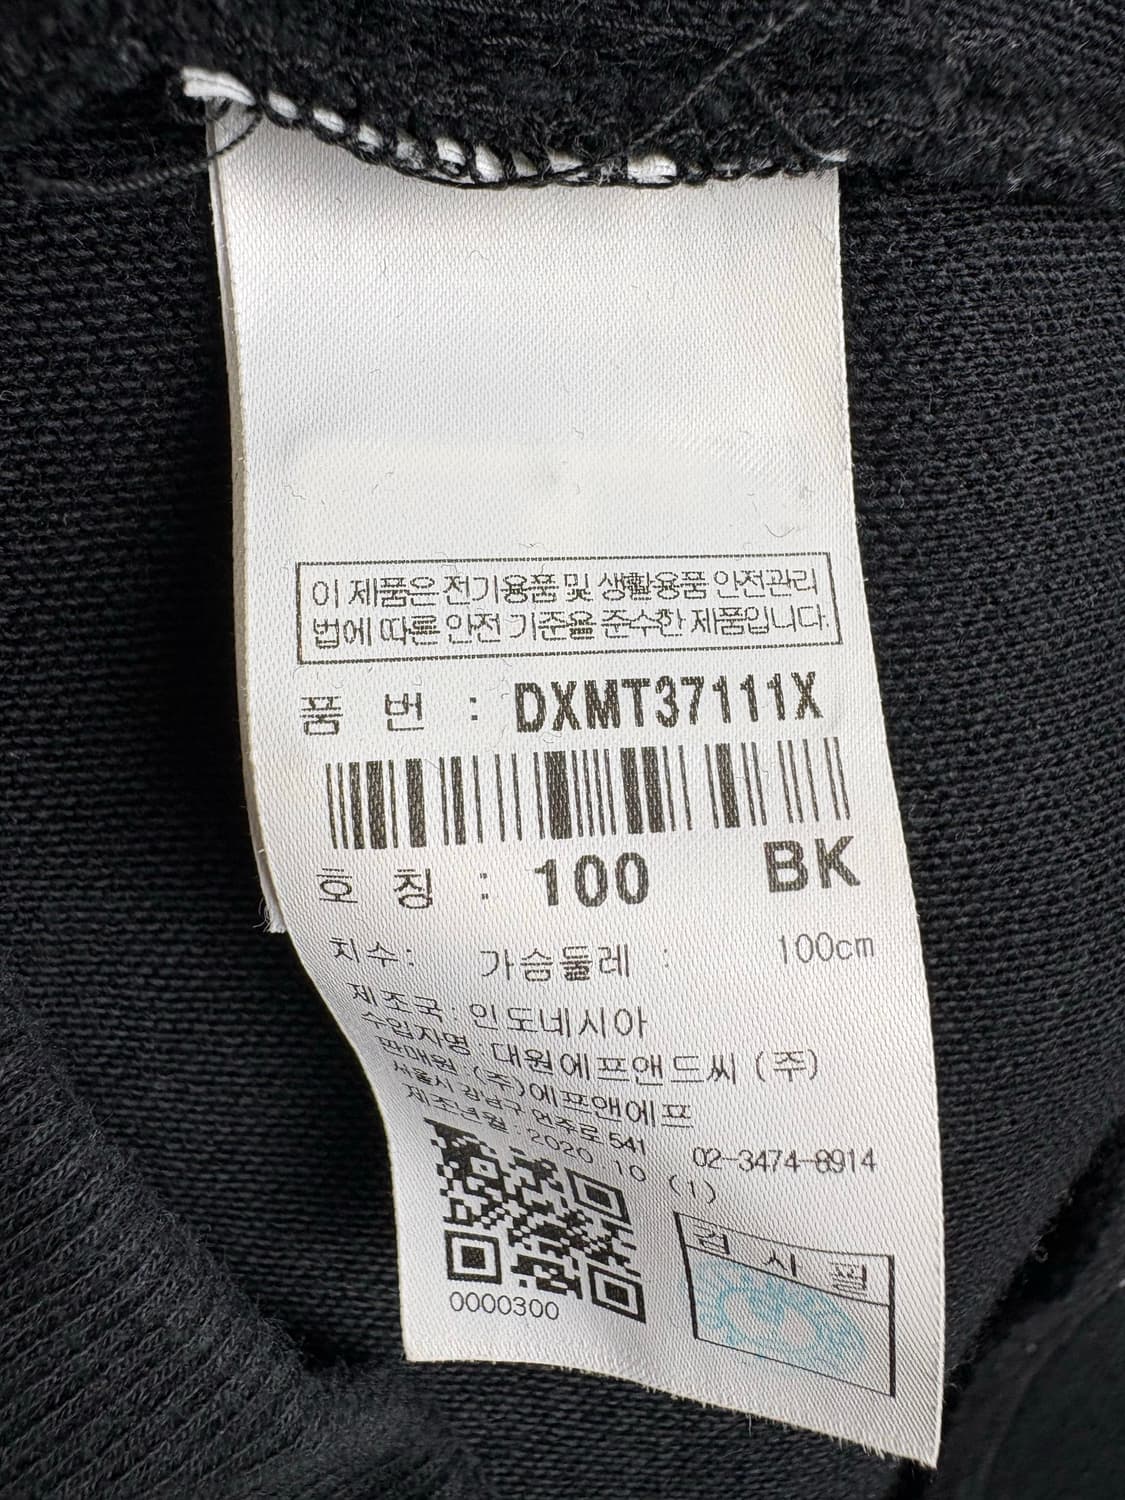 이 제품은 전기용품 및 생활용품 안전관리
법에 따른 안전 기준을 준수한 제품입니다.
품 번 : DXMT37111X
호 칭 : 100 BK
치수: 가슴둘레 : 100cm
제조국: 인도네시아
수입자명 : 대원에프앤드씨 (주)
판매원 (주)에프앤에프
서울시 강남구 언주로 541 02-3474-8914
제조년월 : 2020 10 (1)
검 사 필
0000300